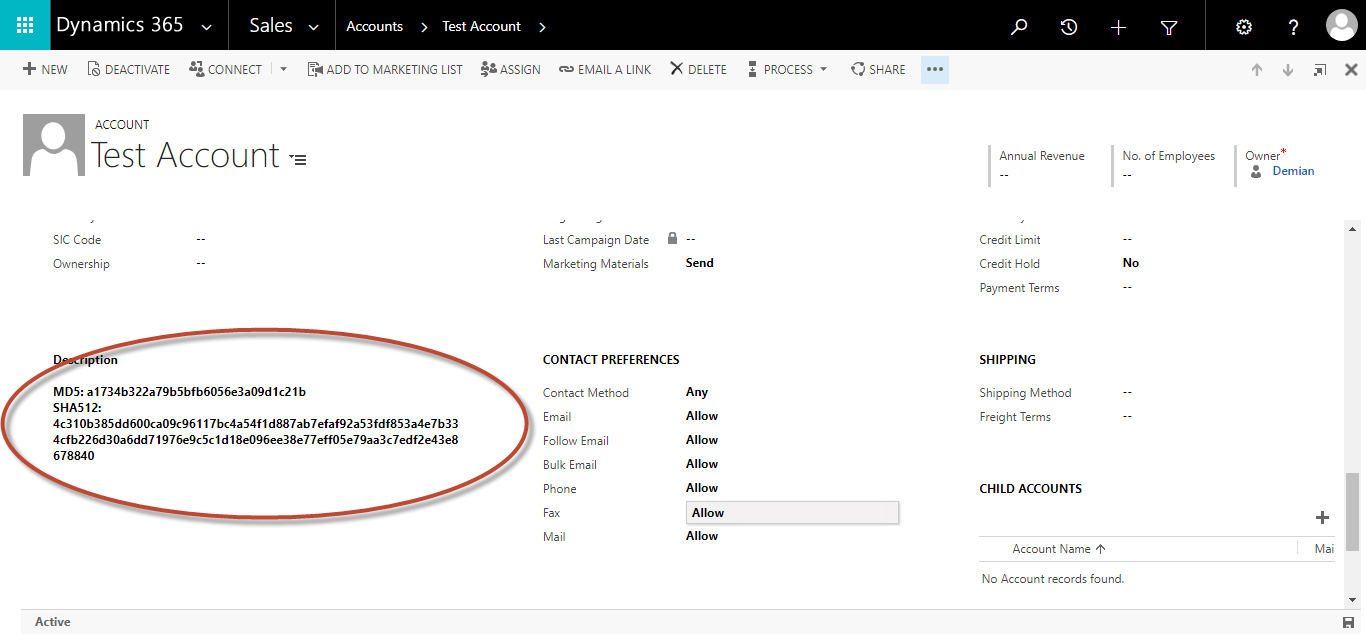 Dynamics 365 Sales Accounts Test Account
NEW DEACTIVATE CONNECT ADD TO MARKETING LIST ASSIGN EMAIL A LINK DELETE PROCESS SHARE
ACCOUNT
Test Account
Annual Revenue No. of Employees Owner*
-- -- Demian
SIC Code --
Ownership --
Last Campaign Date --
Marketing Materials Send
Credit Limit --
Credit Hold No
Payment Terms --
Description
MD5: a1734b322a79b5bfb6056e3a09d1c21b
SHA512:
4c310b385dd600ca09c96117bc4a54f1d887ab7efaf92a53fdf853a4e7b33
4cfb226d30a6dd71976e9c5c1d18e096ee38e77eff05e79aa3c7edf2e43e8
678840
CONTACT PREFERENCES
Contact Method Any
Email Allow
Follow Email Allow
Bulk Email Allow
Phone Allow
Fax Allow
Mail Allow
SHIPPING
Shipping Method --
Freight Terms --
CHILD ACCOUNTS
Account Name Mai
No Account records found.
Active